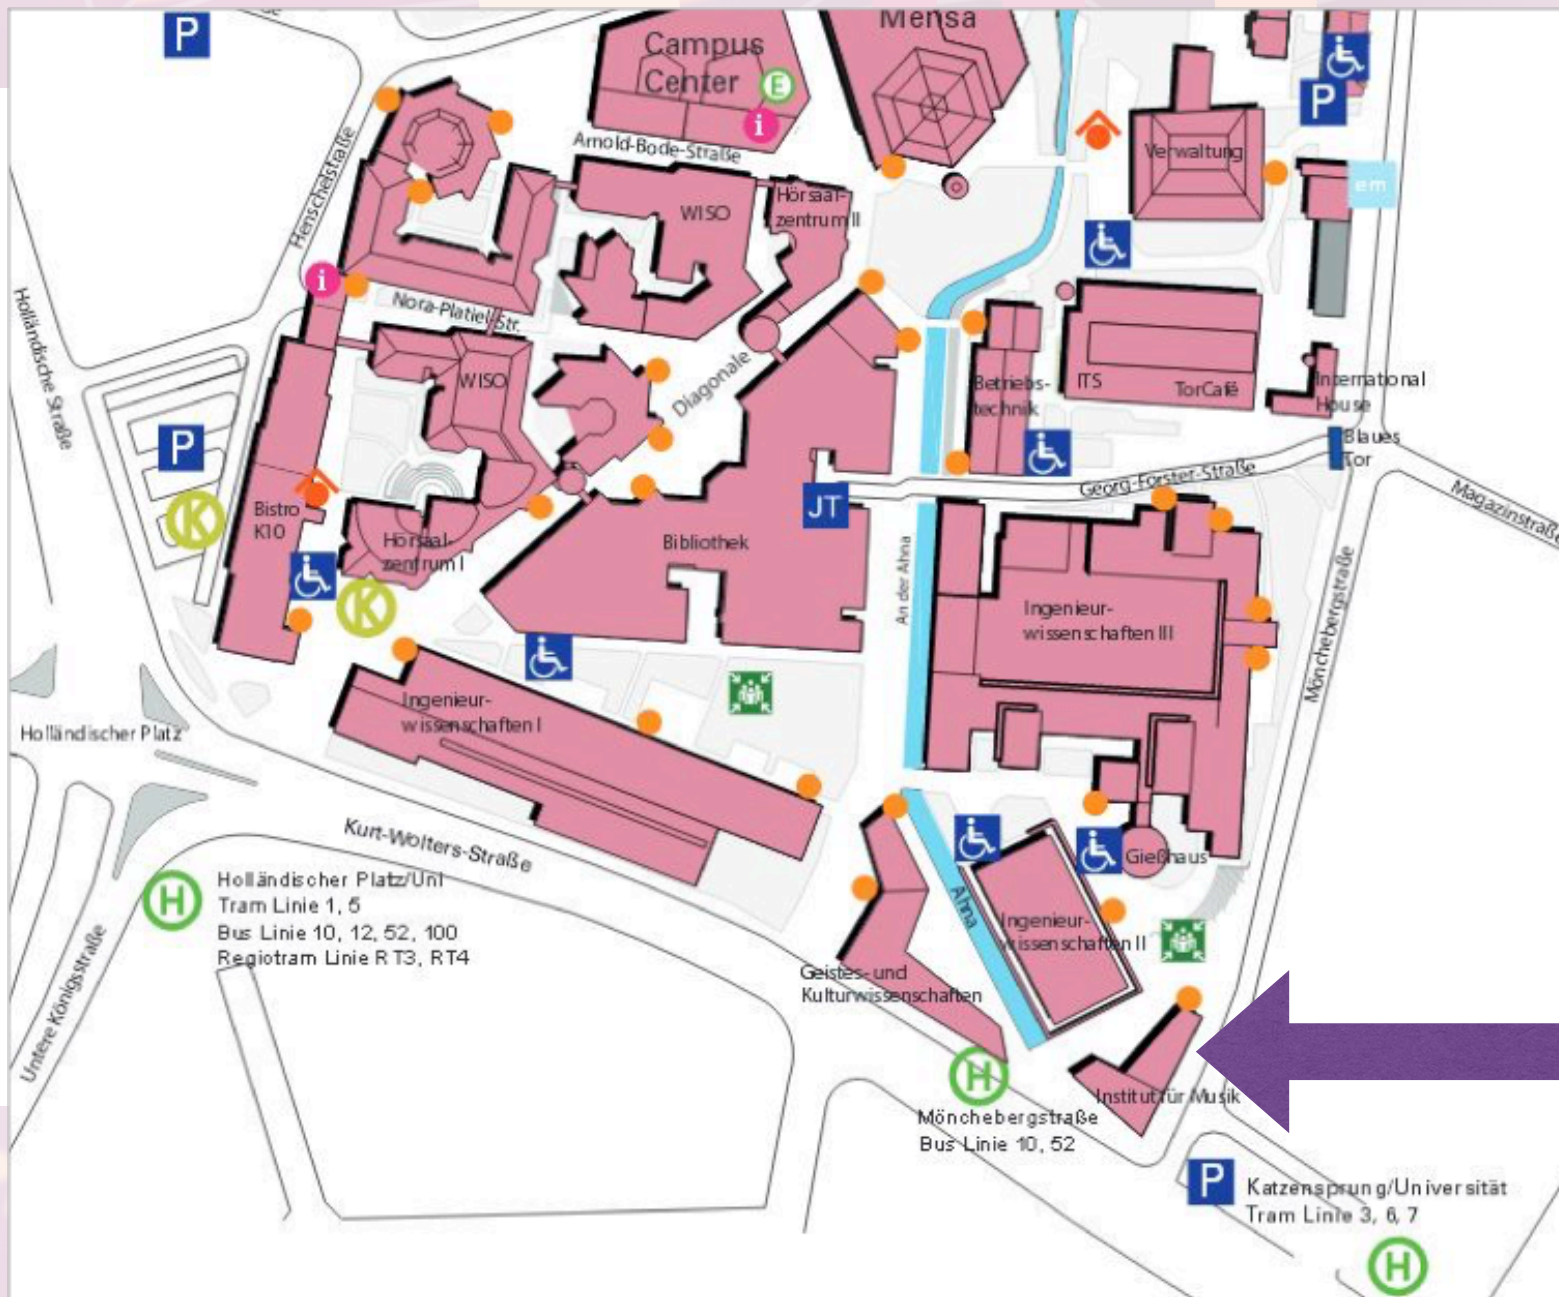 P
Mensa
Campus
Center
E
i
P
Arnold-Bode-Straße
Verwaltung
em
Henschelstraße
WISO
Hörsaal-
zentrum II
i
Nora-Platiel-Str.
Holländische Straße
WISO
Diagonale
Betriebs-
technik
ITS
TorCafé
International
House
P
Blaues
Tor
Georg-Forster-Straße
Magazinstraße
K
Bistro
K10
JT
Hörsaal-
zentrum I
Bibliothek
K
An der Ahna
Ingenieur-
wissenschaften III
Mönchebergstraße
Ingenieur-
wissenschaften I
Holländischer Platz
Kurt-Wolters-Straße
Gießhaus
H
Holländischer Platz/Uni
Tram Linie 1, 5
Bus Linie 10, 12, 52, 100
Regiotram Linie RT3, RT4
Ahna
Ingenieur-
wissenschaften II
Untere Königsstraße
Geistes- und
Kulturwissenschaften
H
Institut für Musik
Mönchebergstraße
Bus Linie 10, 52
P
Katzensprung/Universität
Tram Linie 3, 6, 7
H